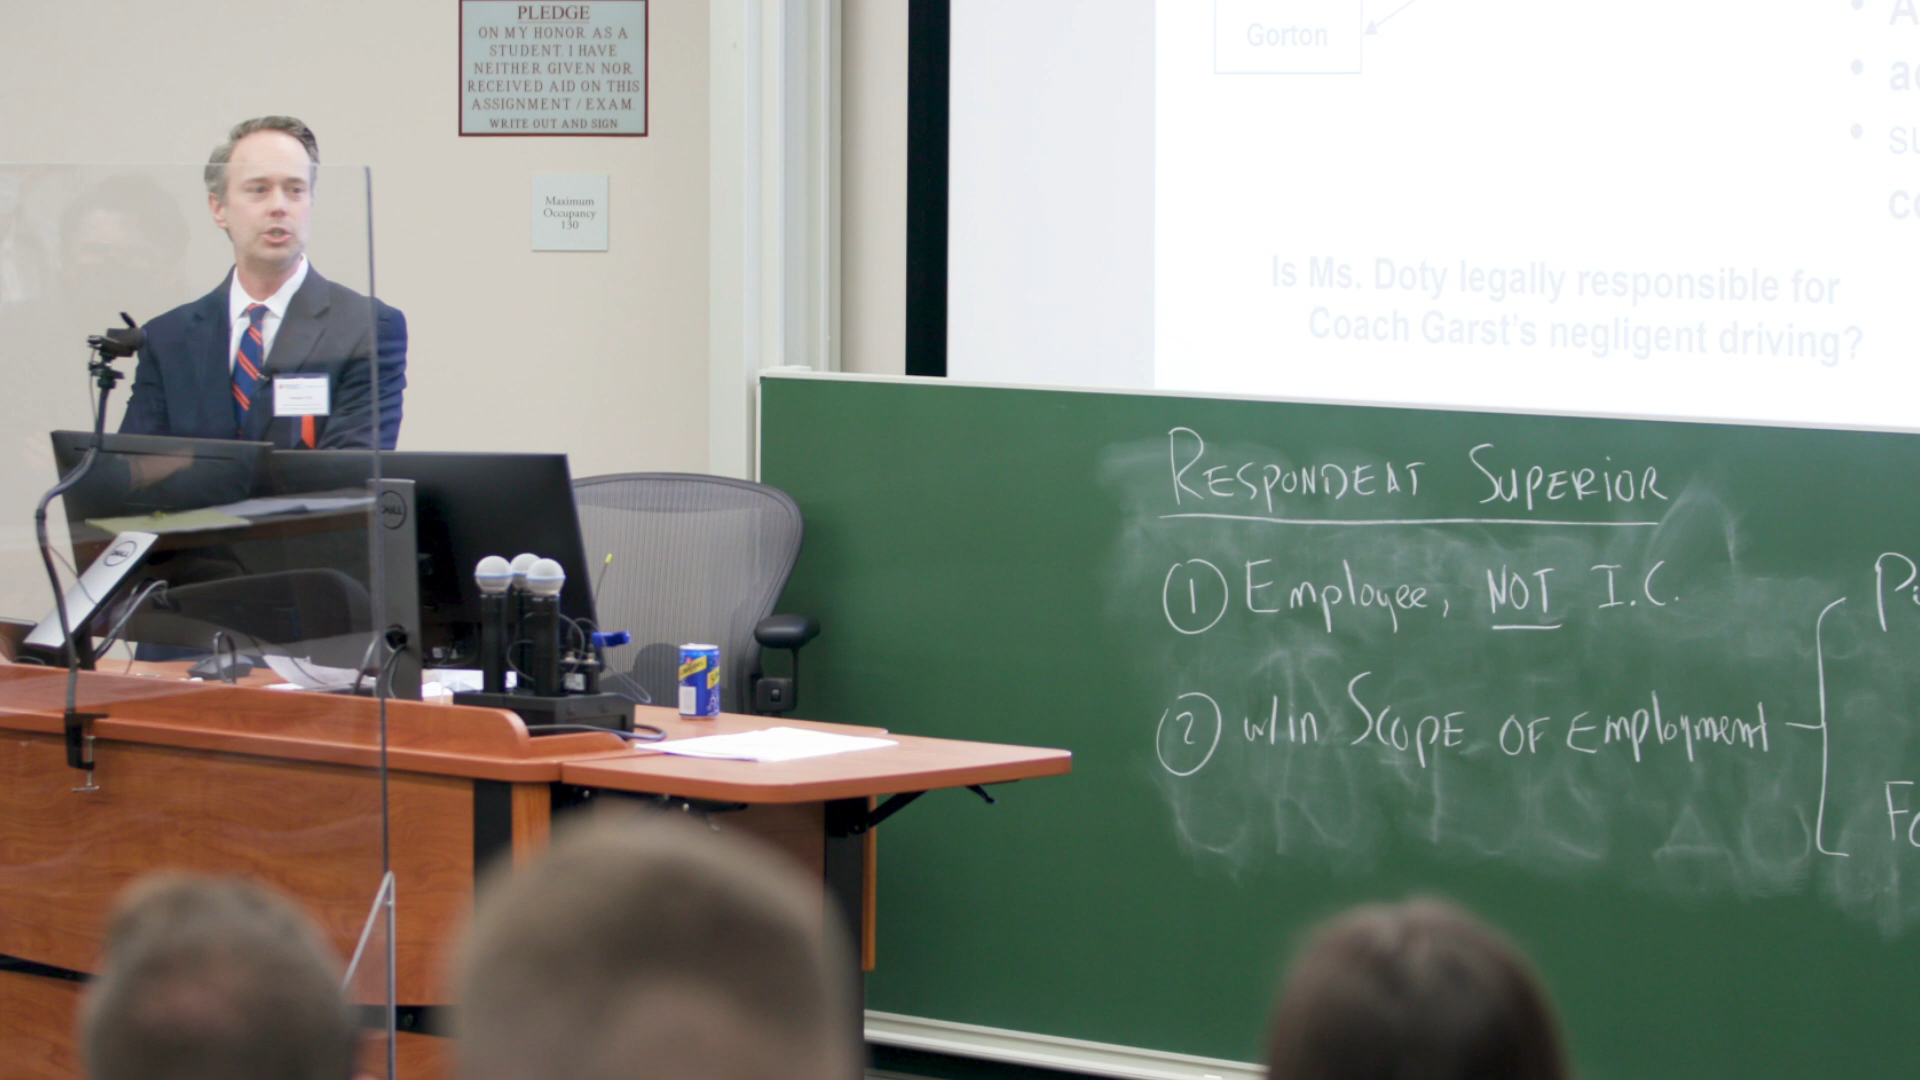 PLEDGE
ON MY HONOR AS A
STUDENT, I HAVE
NEITHER GIVEN NOR
RECEIVED AID ON THIS
ASSIGNMENT / EXAM.
WRITE OUT AND SIGN
Maximum
Occupancy
130
Gorton
Is Ms. Doty legally responsible for
Coach Garst's negligent driving?
RESPONDEAT SUPERIOR
1 Employee, NOT I.C.
2 w/in SCOPE OF Employment
DELL
DELL